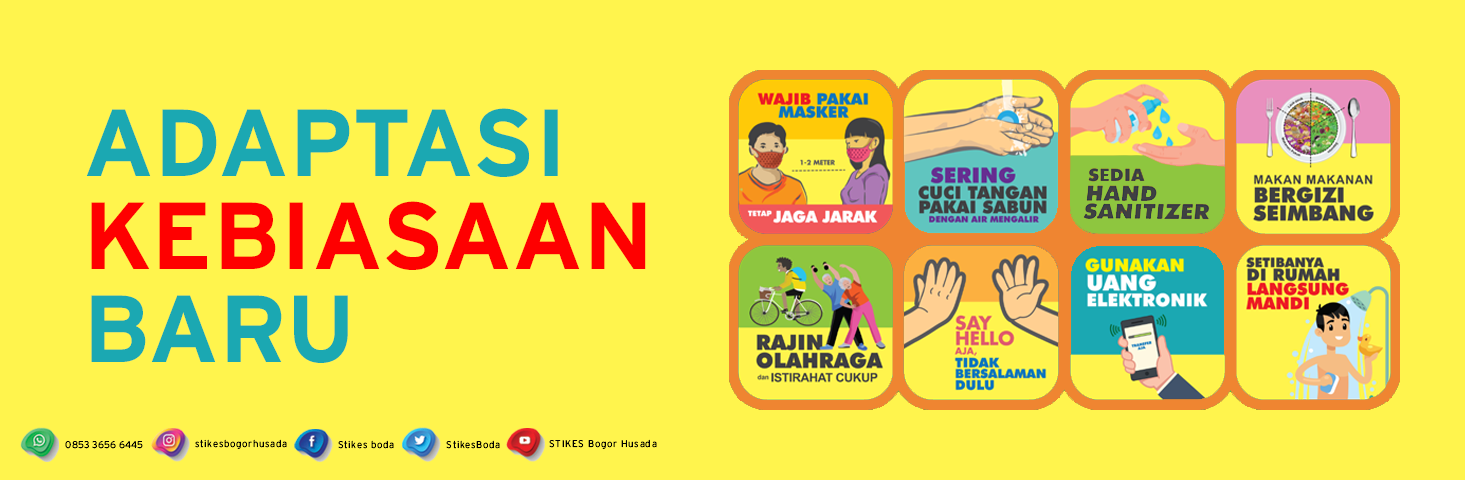 ADAPTASI
KEBIASAAN
BARU
WAJIB PAKAI
MASKER
1-2 METER
TETAP JAGA JARAK
SERING
CUCI TANGAN
PAKAI SABUN
DENGAN AIR MENGALIR
SEDIA
HAND
SANITIZER
MAKAN MAKANAN
BERGIZI
SEIMBANG
RAJIN
OLAHRAGA
dan ISTIRAHAT CUKUP
SAY
HELLO
AJA,
TIDAK
BERSALAMAN
DULU
GUNAKAN
UANG
ELEKTRONIK
TRANSFER
AJA
SETIBANYA
DI RUMAH
LANGSUNG
MANDI
0853 3656 6445 stikesbogorhusada Stikes boda StikesBoda STIKES Bogor Husada